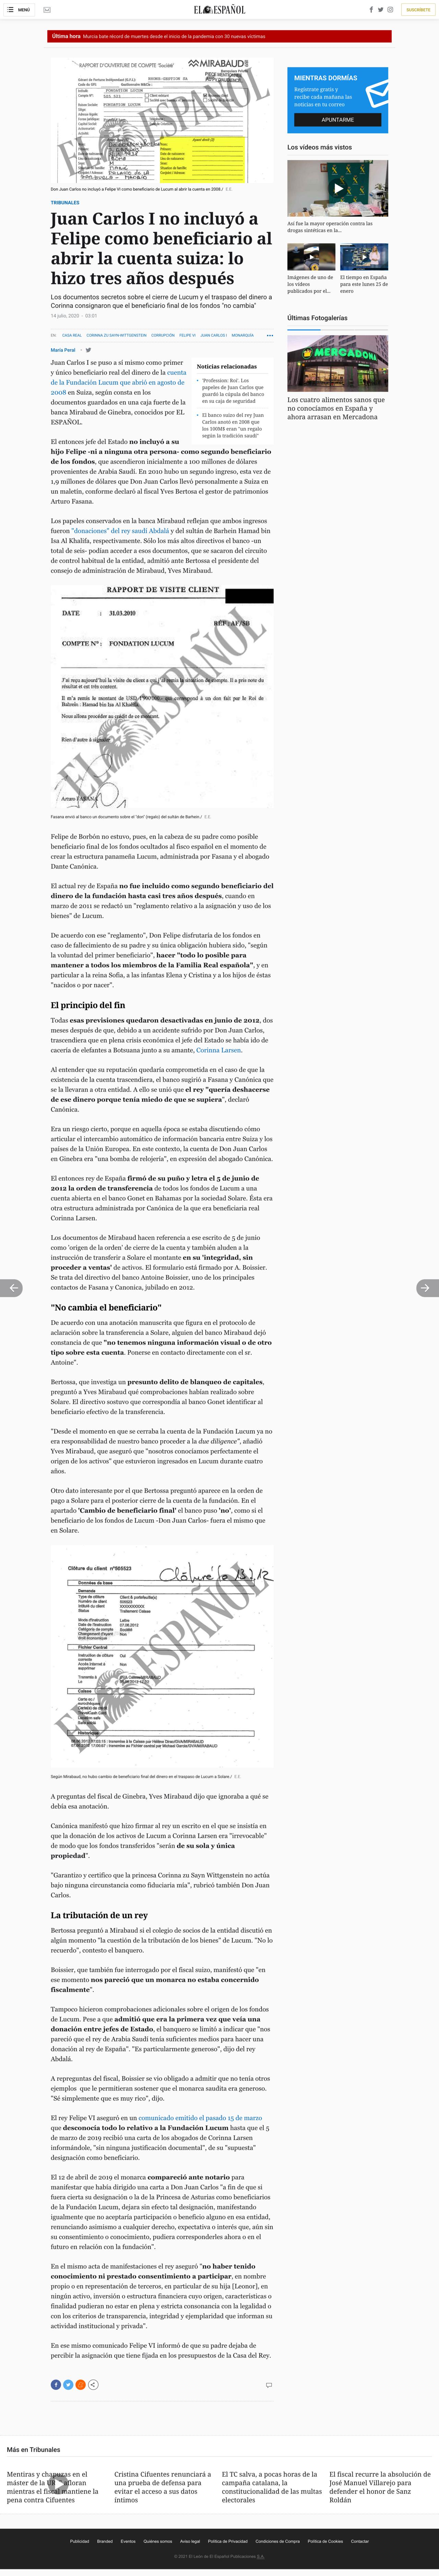 MENÚ
EL ESPAÑOL
SUSCRÍBETE
Última hora Murcia bate récord de muertes desde el inicio de la pandemia con 30 nuevas víctimas
Don Juan Carlos no incluyó a Felipe VI como beneficiario de Lucum al abrir la cuenta en 2008./ E.E.
TRIBUNALES
Juan Carlos I no incluyó a
Felipe como beneficiario al
abrir la cuenta suiza: lo
hizo tres años después
Los documentos secretos sobre el cierre de Lucum y el traspaso del dinero a
Corinna consignaron que el beneficiario final de los fondos "no cambia"
14 julio, 2020 - 03:01
EN: CASA REAL CORINNA ZU SAYN-WITTGENSTEIN CORRUPCIÓN FELIPE VI JUAN CARLOS I MONARQUÍA
María Peral
Juan Carlos I se puso a sí mismo como primer
y único beneficiario real del dinero de la cuenta
de la Fundación Lucum que abrió en agosto de
2008 en Suiza, según consta en los
documentos guardados en una caja fuerte de la
banca Mirabaud de Ginebra, conocidos por EL
ESPAÑOL.
Noticias relacionadas
'Profession: Roi'. Los
papeles de Juan Carlos que
guardó la cúpula del banco
en su caja de seguridad
El banco suizo del rey Juan
Carlos anotó en 2008 que
los 100M$ eran "un regalo
según la tradición saudí"
El entonces jefe del Estado no incluyó a su
hijo Felipe -ni a ninguna otra persona- como segundo beneficiario
de los fondos, que ascendieron inicialmente a 100 millones de dólares
provenientes de Arabia Saudí. En 2010 hubo un segundo ingreso, esta vez de
1,9 millones de dólares que Don Juan Carlos llevó personalmente a Suiza en
un maletín, conforme declaró al fiscal Yves Bertosa el gestor de patrimonios
Arturo Fasana.
Los papeles conservados en la banca Mirabaud reflejan que ambos ingresos
fueron "donaciones" del rey saudí Abdalá y del sultán de Barhein Hamad bin
Isa Al Khalifa, respectivamente. Sólo los más altos directivos el banco -un
total de seis- podían acceder a esos documentos, que se sacaron del circuito
de control habitual de la entidad, admitió ante Bertossa el presidente del
consejo de administración de Mirabaud, Yves Mirabaud.
RAPPORT DE VISITE CLIENT
DATE : 31.03.2010
RÉF : AF/SB
COMPTE N° : FONDATION LUCUM
Fasana envió al banco un documento sobre el "don" (regalo) del sultán de Barhein./ E.E.
Felipe de Borbón no estuvo, pues, en la cabeza de su padre como posible
beneficiario final de los fondos ocultados al fisco español en el momento de
crear la estructura panameña Lucum, administrada por Fasana y el abogado
Dante Canónica.
El actual rey de España no fue incluido como segundo beneficiario del
dinero de la fundación hasta casi tres años después, cuando en
marzo de 2011 se redactó un "reglamento relativo a la asignación y uso de los
bienes" de Lucum.
De acuerdo con ese "reglamento", Don Felipe disfrutaría de los fondos en
caso de fallecimiento de su padre y su única obligación hubiera sido, "según
la voluntad del primer beneficiario", hacer "todo lo posible para
mantener a todos los miembros de la Familia Real española", y en
particular a la reina Sofía, a las infantas Elena y Cristina y a los hijos de éstas
"nacidos o por nacer".
El principio del fin
Todas esas previsiones quedaron desactivadas en junio de 2012, dos
meses después de que, debido a un accidente sufrido por Don Juan Carlos,
trascendiera que en plena crisis económica el jefe del Estado se había ido de
cacería de elefantes a Botsuana junto a su amante, Corinna Larsen.
Al entender que su reputación quedaría comprometida en el caso de que la
cuenta trascendiera, el banco sugirió a Fasana y Canónica que
se la llevaran a otra entidad. A ello se unió que el rey "quería deshacerse
de ese dinero porque tenía miedo de que se supiera", declaró
Canónica.
Era un riesgo cierto, porque en aquella época se estaba discutiendo cómo
articular el intercambio automático de información bancaria entre Suiza y los
países de la Unión Europea. En este contexto, la cuenta de Don Juan Carlos
en Ginebra era "una bomba de relojería", en expresión del abogado Canónica.
El entonces rey de España firmó de su puño y letra el 5 de junio de
2012 la orden de transferencia de todos los fondos de Lucum a una
cuenta abierta en el banco Gonet en Bahamas por la sociedad Solare. Ésta era
otra estructura administrada por Canónica de la que era beneficiaria real
Corinna Larsen.
Los documentos de Mirabaud hacen referencia a ese escrito de 5 de junio
como 'origen de la orden' de cierre de la cuenta y también aluden a la
instrucción de transferir a Solare el montante en su 'integridad, sin
proceder a ventas' de activos. El formulario está firmado por A. Boissier.
Se trata del directivo del banco Antoine Boissier, uno de los principales
contactos de Fasana y Canonica, jubilado en 2012.
"No cambia el beneficiario"
De acuerdo con una anotación manuscrita que figura en el protocolo de
actuación sobre la transferencia a Solare, alguien del banco Mirabaud dejó
constancia de que "no tenemos ninguna información visual o de otro
tipo sobre esta cuenta. Ponerse en contacto directamente con el sr.
Antoine".
Bertossa, que investiga un presunto delito de blanqueo de capitales,
preguntó a Yves Mirabaud qué comprobaciones habían realizado sobre
Solare. El directivo sostuvo que correspondía al banco Gonet identificar al
beneficiario efectivo de la transferencia.
"Desde el momento en que se cerraba la cuenta de la Fundación Lucum ya no
era responsabilidad de nuestro banco proceder a la due diligence", añadió
Yves Mirabaud, que aseguró que "nosotros conocíamos perfectamente el
origen de los activos" que estuvieron ingresados en Lucum durante cuatro
años.
Otro dato interesante por el que Bertossa preguntó aparece en la orden de
pago a Solare para el posterior cierre de la cuenta de la fundación. En el
apartado 'Cambio de beneficiario final' el banco puso 'no', como si el
beneficiario de los fondos de Lucum -Don Juan Carlos- fuera el mismo que
en Solare.
Clôture du client n°505523
Según Mirabaud, no hubo cambio de beneficiario final del dinero en el traspaso de Lucum a Solare./ E.E.
A preguntas del fiscal de Ginebra, Yves Mirabaud dijo que ignoraba a qué se
debía esa anotación.
Canónica manifestó que hizo firmar al rey un escrito en el que se insistía en
que la donación de los activos de Lucum a Corinna Larsen era "irrevocable"
de modo que los fondos transferidos "serán de su sola y única
propiedad".
"Garantizo y certifico que la princesa Corinna zu Sayn Wittgenstein no actúa
bajo ninguna circunstancia como fiduciaria mía", rubricó también Don Juan
Carlos.
La tributación de un rey
Bertossa preguntó a Mirabaud si el colegio de socios de la entidad discutió en
algún momento "la cuestión de la tributación de los bienes" de Lucum. "No lo
recuerdo", contestó el banquero.
Boissier, que también fue interrogado por el fiscal suizo, manifestó que "en
ese momento nos pareció que un monarca no estaba concernido
fiscalmente".
Tampoco hicieron comprobaciones adicionales sobre el origen de los fondos
de Lucum. Pese a que admitió que era la primera vez que veía una
donación entre jefes de Estado, el banquero se limitó a indicar que "nos
pareció que el rey de Arabia Saudí tenía suficientes medios para hacer una
donación al rey de España". "Es particularmente generoso", dijo del rey
Abdalá.
A repreguntas del fiscal, Boissier se vio obligado a admitir que no tenía otros
ejemplos que le permitieran sostener que el monarca saudita era generoso.
"Sé simplemente que es muy rico", dijo.
El rey Felipe VI aseguró en un comunicado emitido el pasado 15 de marzo
que desconocía todo lo relativo a la Fundación Lucum hasta que el 5
de marzo de 2019 recibió una carta de los abogados de Corinna Larsen
informándole, "sin ninguna justificación documental", de su "supuesta"
designación como beneficiario.
El 12 de abril de 2019 el monarca compareció ante notario para
manifestar que había dirigido una carta a Don Juan Carlos "a fin de que si
fuera cierta su designación o la de la Princesa de Asturias como beneficiarios
de la Fundación Lucum, dejara sin efecto tal designación, manifestando
igualmente que no aceptaría participación o beneficio alguno en esa entidad,
renunciando asimismo a cualquier derecho, expectativa o interés que, aún sin
su consentimiento o conocimiento, pudiera corresponderles ahora o en el
futuro en relación con la fundación".
En el mismo acta de manifestaciones el rey aseguró "no haber tenido
conocimiento ni prestado consentimiento a participar, en nombre
propio o en representación de terceros, en particular de su hija [Leonor], en
ningún activo, inversión o estructura financiera cuyo origen, características o
finalidad pudieran no estar en plena y estricta consonancia con la legalidad o
los con criterios de transparencia, integridad y ejemplaridad que informan su
actividad institucional y privada".
En ese mismo comunicado Felipe VI informó de que su padre dejaba de
percibir la asignación que tiene fijada en los presupuestos de la Casa del Rey.
MIENTRAS DORMÍAS
Regístrate gratis y
recibe cada mañana las
noticias en tu correo
APUNTARME
Los vídeos más vistos
Así fue la mayor operación contra las
drogas sintéticas en la...
Imágenes de uno de
los vídeos
publicados por el...
El tiempo en España
para este lunes 25 de
enero
Últimas Fotogalerías
MERCADONA
Los cuatro alimentos sanos que
no conocíamos en España y
ahora arrasan en Mercadona
Más en Tribunales
Mentiras y chapuzas en el
máster de la URJC afloran
mientras el fiscal mantiene la
pena contra Cifuentes
Cristina Cifuentes renunciará a
una prueba de defensa para
evitar el acceso a sus datos
íntimos
El TC salva, a pocas horas de la
campaña catalana, la
constitucionalidad de las multas
electorales
El fiscal recurre la absolución de
José Manuel Villarejo para
defender el honor de Sanz
Roldán
Publicidad Branded Eventos Quiénes somos Aviso legal Política de Privacidad Condiciones de Compra Política de Cookies Contactar
© 2021 El León de El Español Publicaciones S.A.